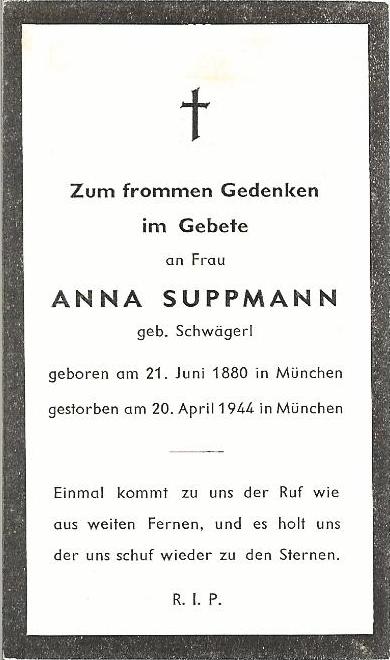 Zum frommen Gedenken
im Gebete
an Frau
ANNA SUPPMANN
geb. Schwägerl
geboren am 21. Juni 1880 in München
gestorben am 20. April 1944 in München
Einmal kommt zu uns der Ruf wie
aus weiten Fernen, und es holt uns
der uns schuf wieder zu den Sternen.
R. I. P.